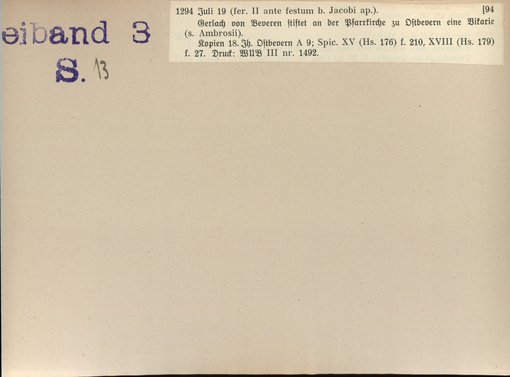 1294 Juli 19 (fer. II ante festum b. Jacobi ap.). [94
Gerlach von Beveren stiftet an der Pfarrkirche zu Ostbevern eine Vikarie
(s. Ambrosii).
Kopien 18. Jh. Ostbevern A 9; Spic. XV (Hs. 176) f. 210, XVIII (Hs. 179)
f. 27. Druck: WUB III nr. 1492.
eiband 3
S. 13